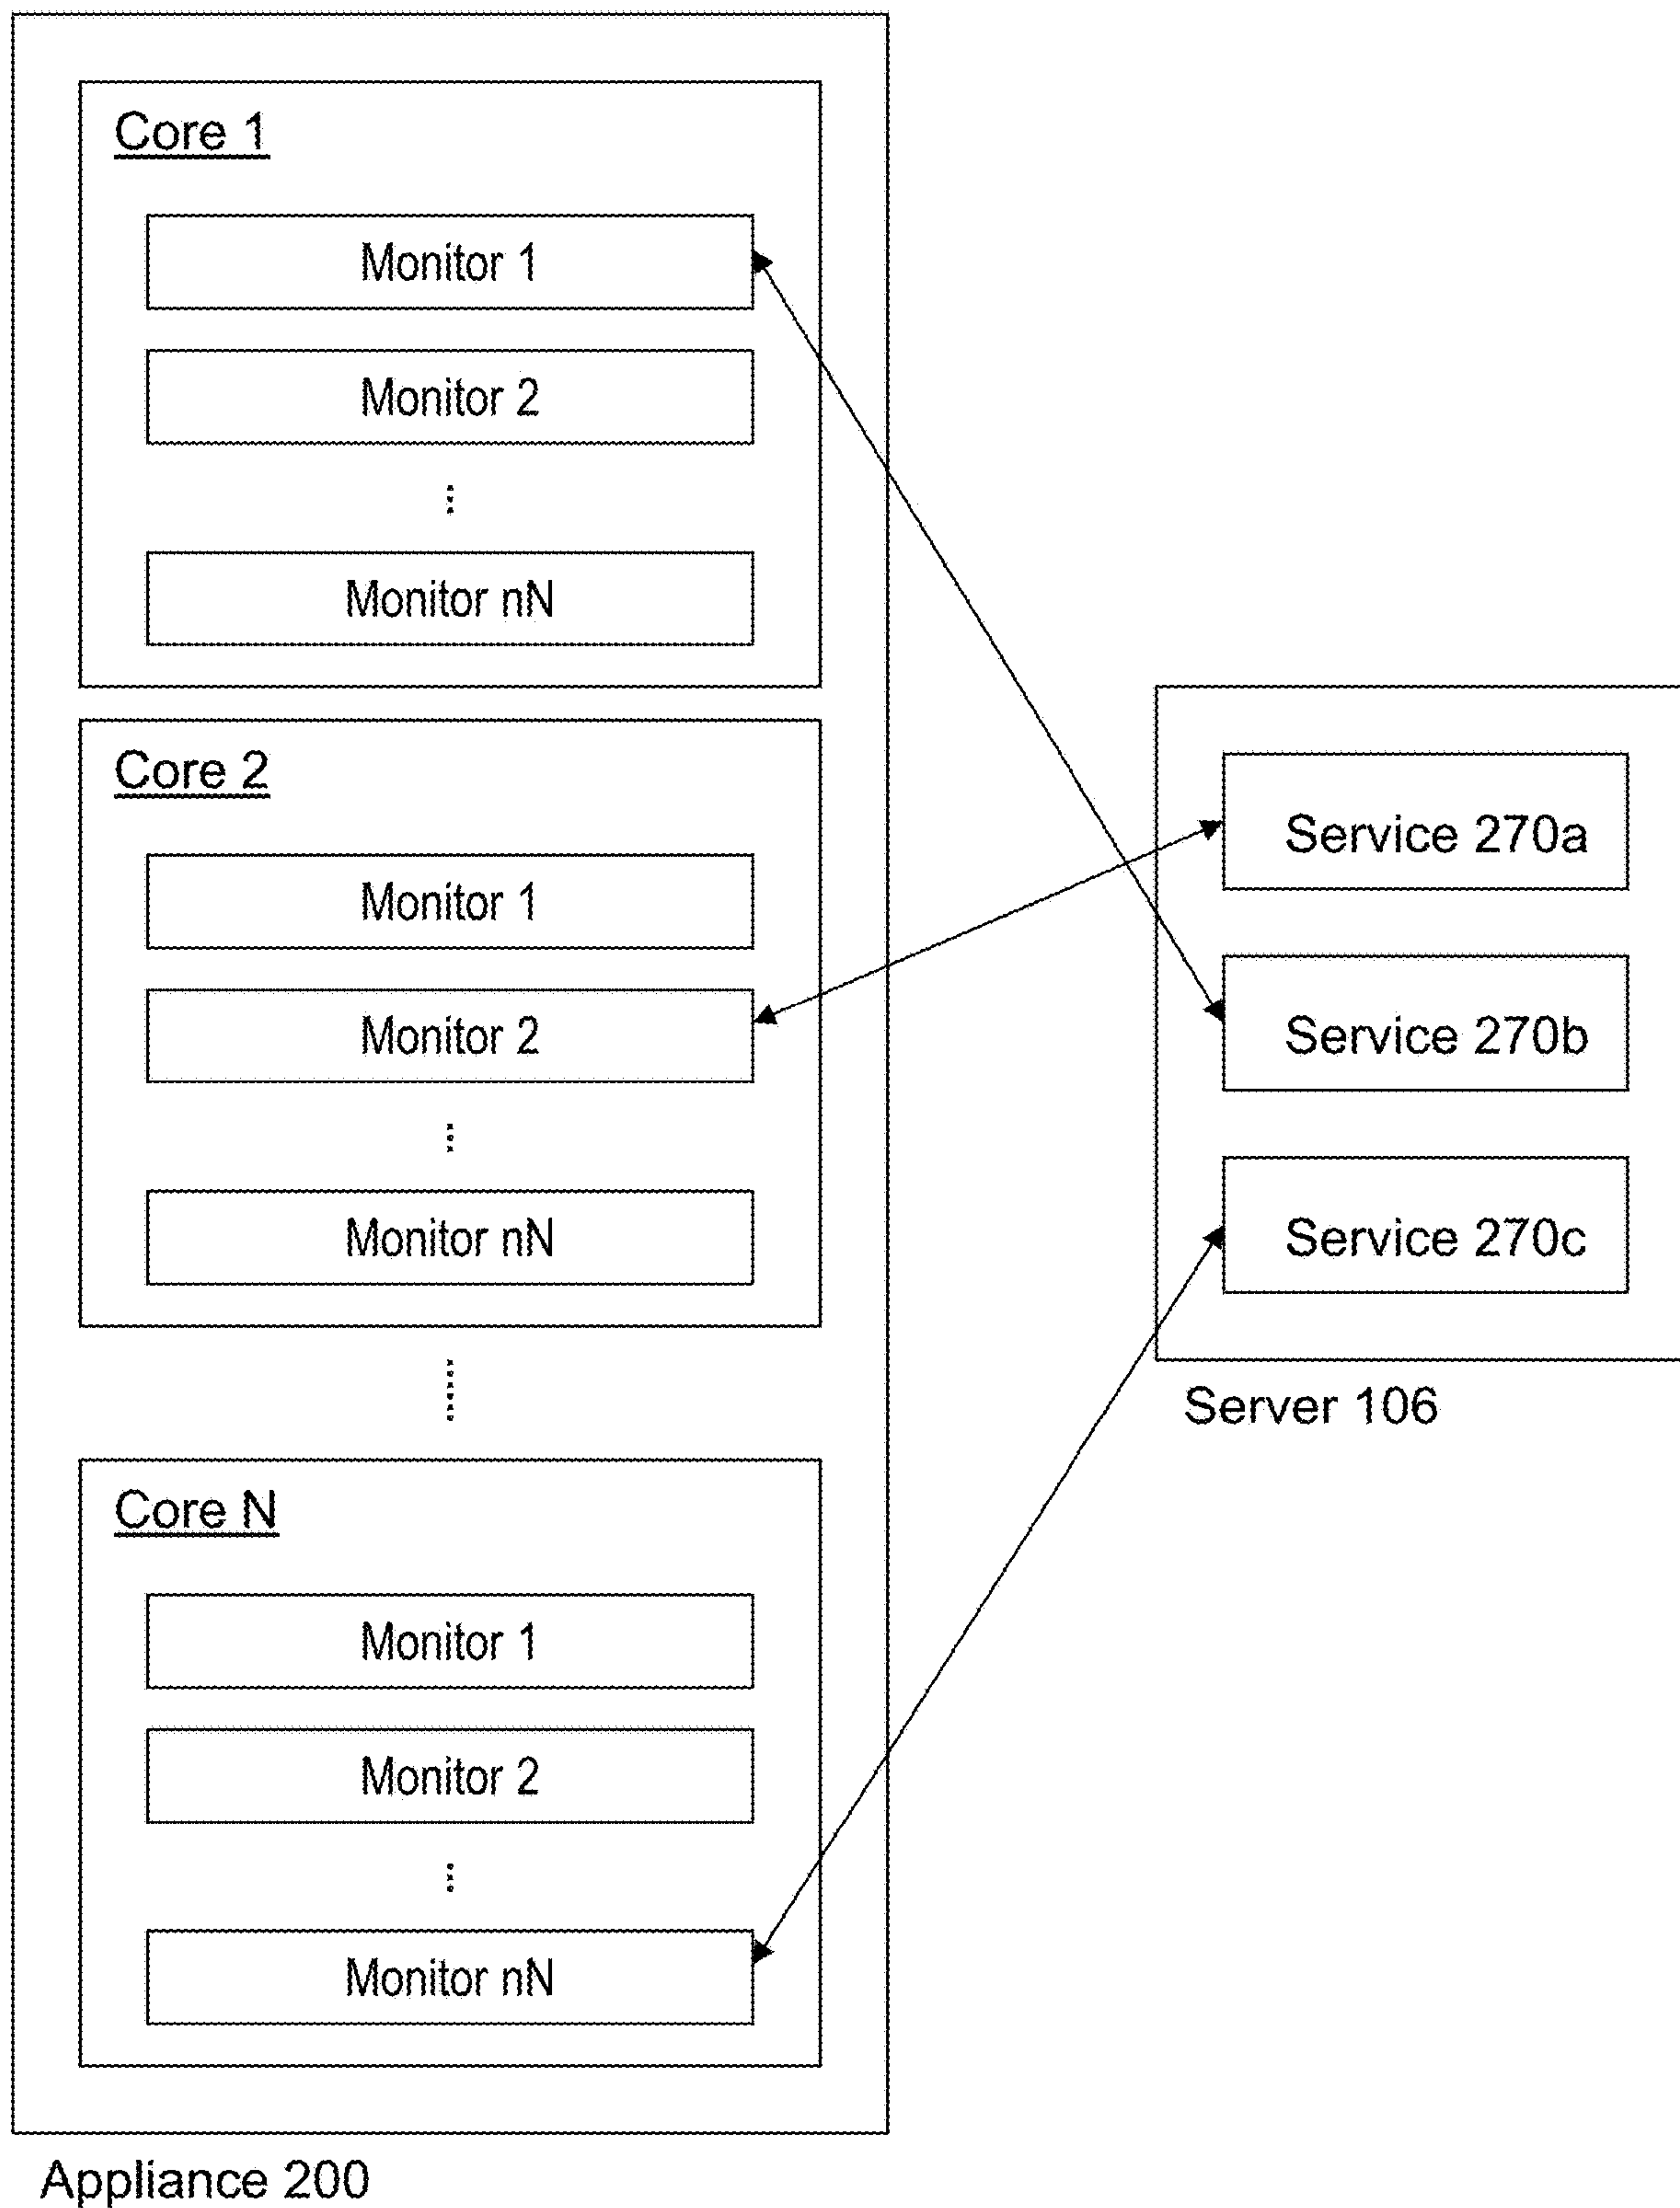 Core 1
Monitor 1
Monitor 2
Monitor nN
Core 2
Monitor 1
Monitor 2
Monitor nN
Core N
Monitor 1
Monitor 2
Monitor nN
Appliance 200
Service 270a
Service 270b
Service 270c
Server 106